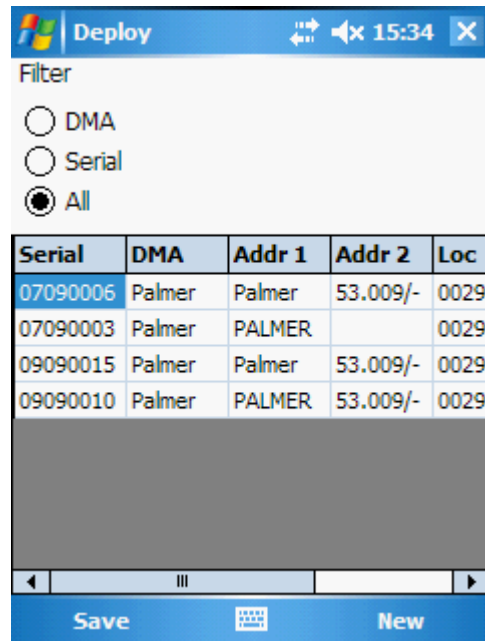 Deploy 15:34
Filter
DMA
Serial
All
Serial DMA Addr 1 Addr 2 Loc
07090006 Palmer Palmer 53.009/- 0029
07090003 Palmer PALMER 0029
09090015 Palmer Palmer 53.009/- 0029
09090010 Palmer PALMER 53.009/- 0029
Save New